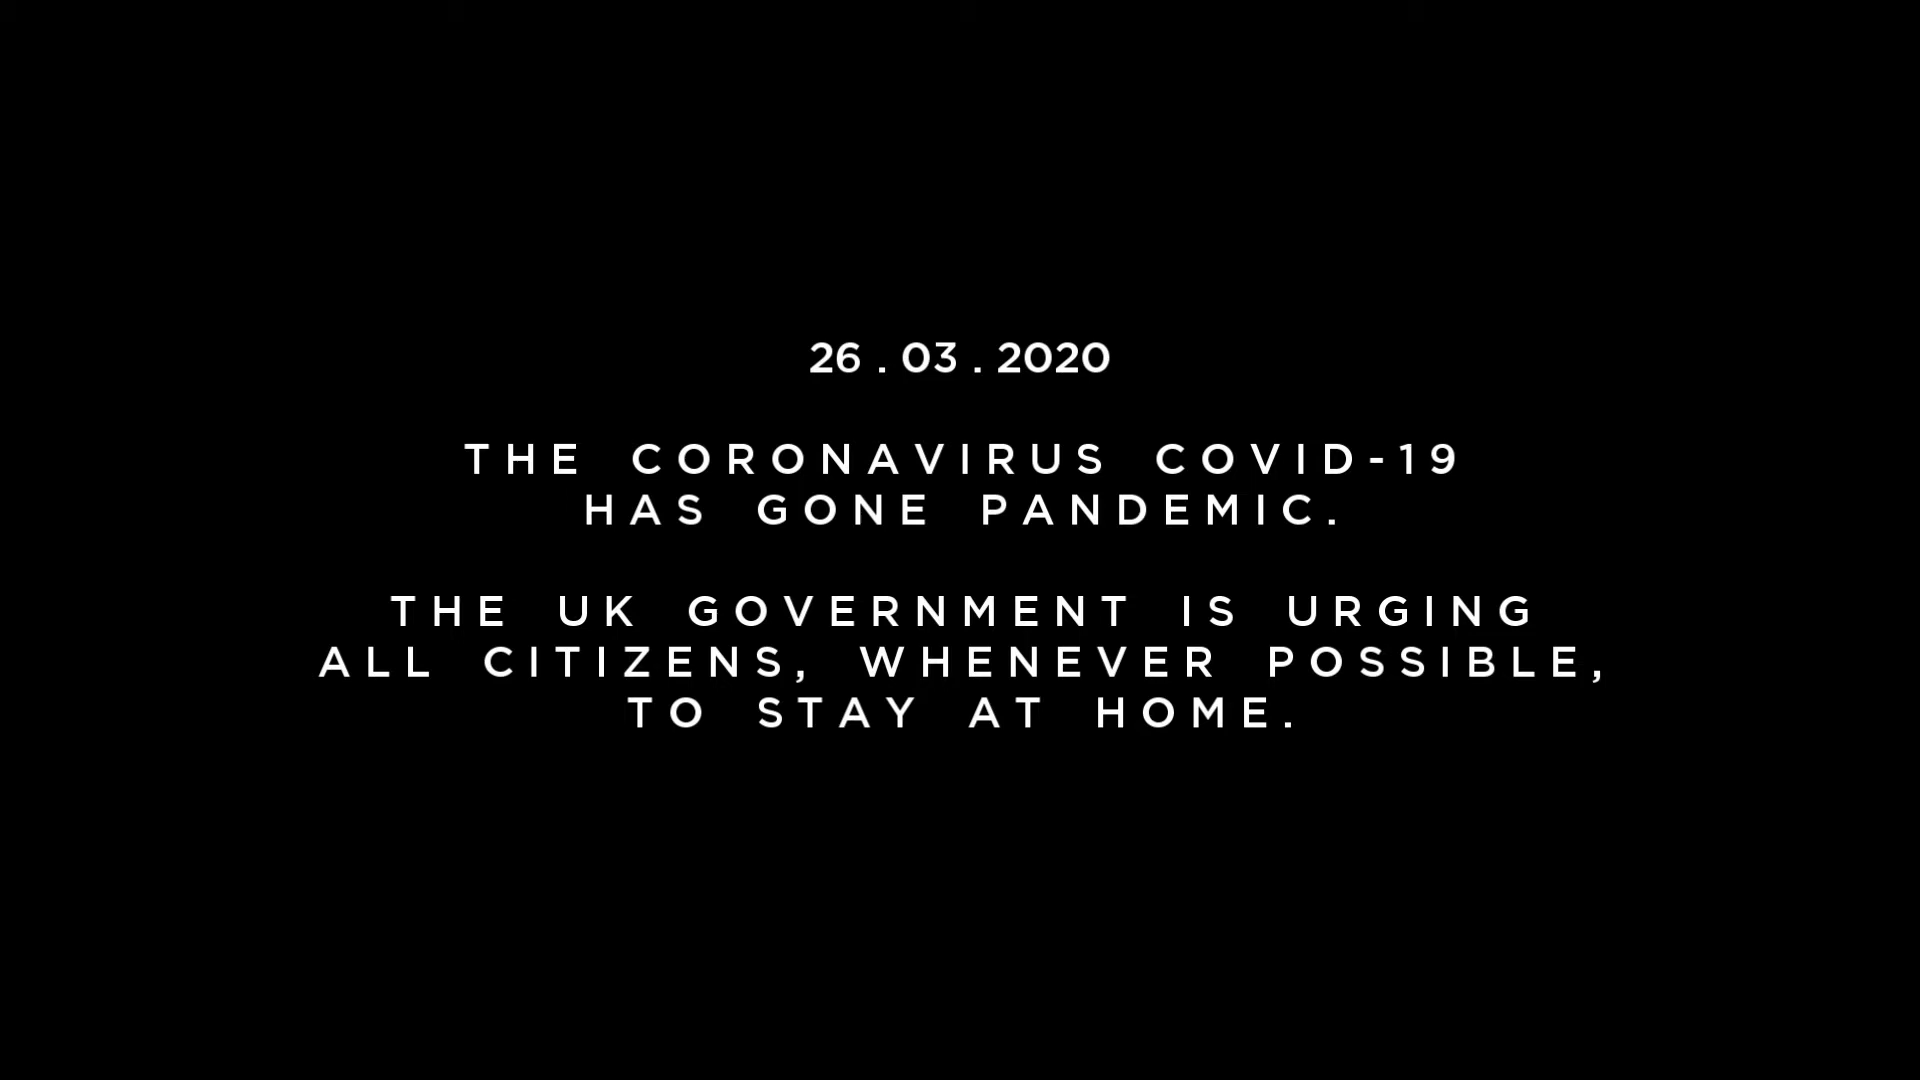 26 . 03 . 2020
THE CORONAVIRUS COVID-19
HAS GONE PANDEMIC.
THE UK GOVERNMENT IS URGING
ALL CITIZENS, WHENEVER POSSIBLE,
TO STAY AT HOME.